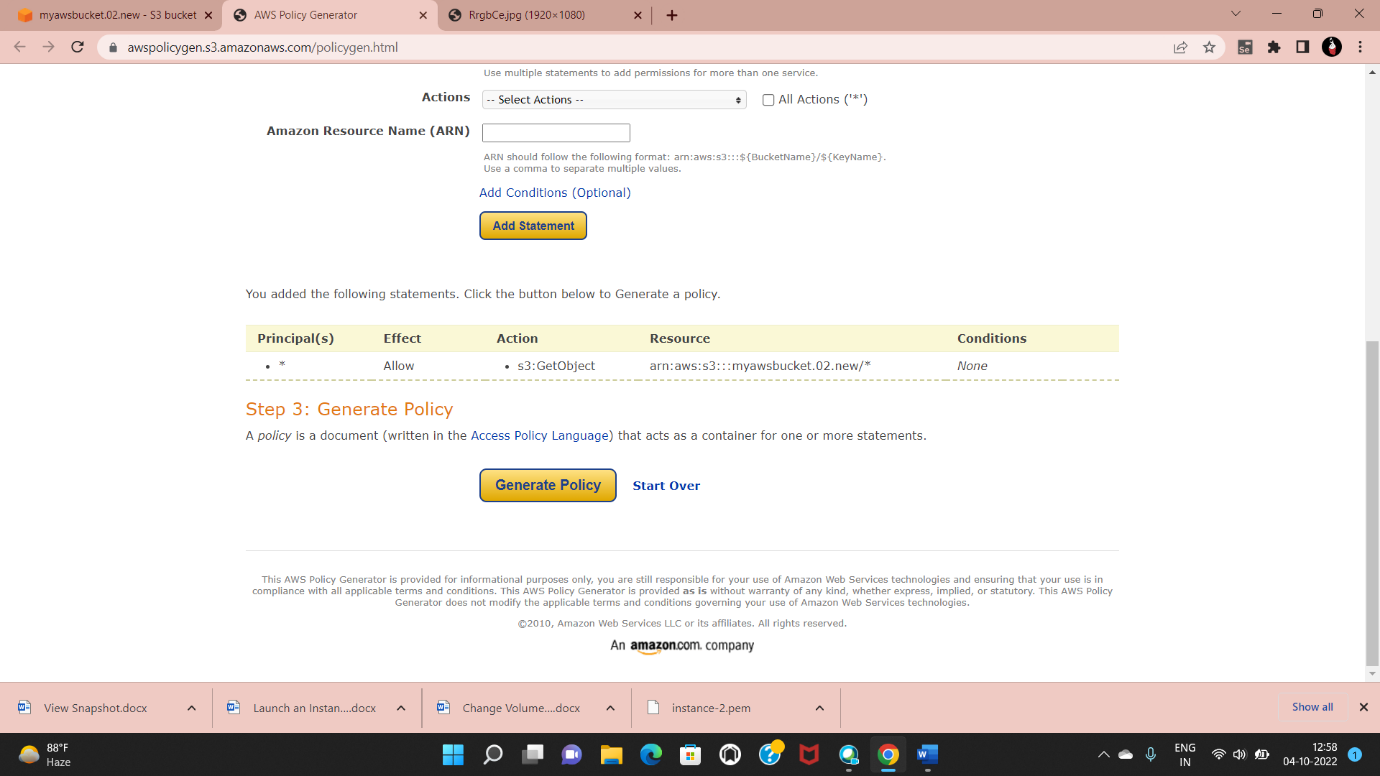 myawsbucket.02.new - S3 bucket
AWS Policy Generator
RrgbCe.jpg (1920×1080)
awspolicygen.s3.amazonaws.com/policygen.html
Se
Use multiple statements to add permissions for more than one service.
Actions
-- Select Actions --
All Actions ('*')
Amazon Resource Name (ARN)
ARN should follow the following format: arn:aws:s3:::${BucketName}/${KeyName}.
Use a comma to separate multiple values.
Add Conditions (Optional)
Add Statement
You added the following statements. Click the button below to Generate a policy.
Principal(s) Effect Action Resource Conditions
• * Allow • s3:GetObject arn:aws:s3:::myawsbucket.02.new/* None
Step 3: Generate Policy
A policy is a document (written in the Access Policy Language) that acts as a container for one or more statements.
Generate Policy Start Over
This AWS Policy Generator is provided for informational purposes only, you are still responsible for your use of Amazon Web Services technologies and ensuring that your use is in
compliance with all applicable terms and conditions. This AWS Policy Generator is provided as is without warranty of any kind, whether express, implied, or statutory. This AWS Policy
Generator does not modify the applicable terms and conditions governing your use of Amazon Web Services technologies.
©2010, Amazon Web Services LLC or its affiliates. All rights reserved.
An amazon.com. company
View Snapshot.docx
Launch an Instan....docx
Change Volume....docx
instance-2.pem
Show all
88°F
Haze
ENG
IN
12:58
04-10-2022
1